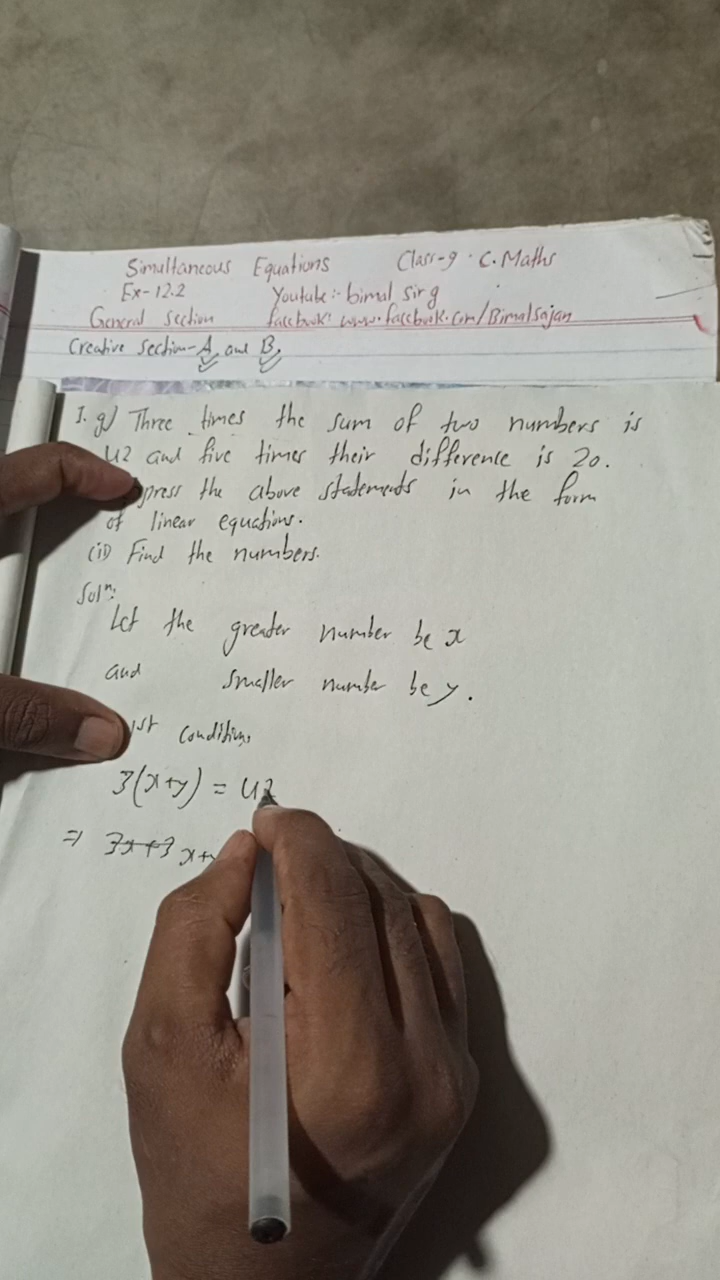 Simultaneous Equations Class-9 C. Maths
Ex-12.2 Youtube:- bimal sir g
General section facebook: www.facebook.com/Bimalsajan
Creative section-A and B,
1. g) Three times the sum of two numbers is
42 and five times their difference is 20.
press the above statements in the form
of linear equations.
(ii) Find the numbers.
Solⁿ:
Let the greater number be x
and smaller number be y.
1st condition,
3(x+y) = 42
⇒ x+